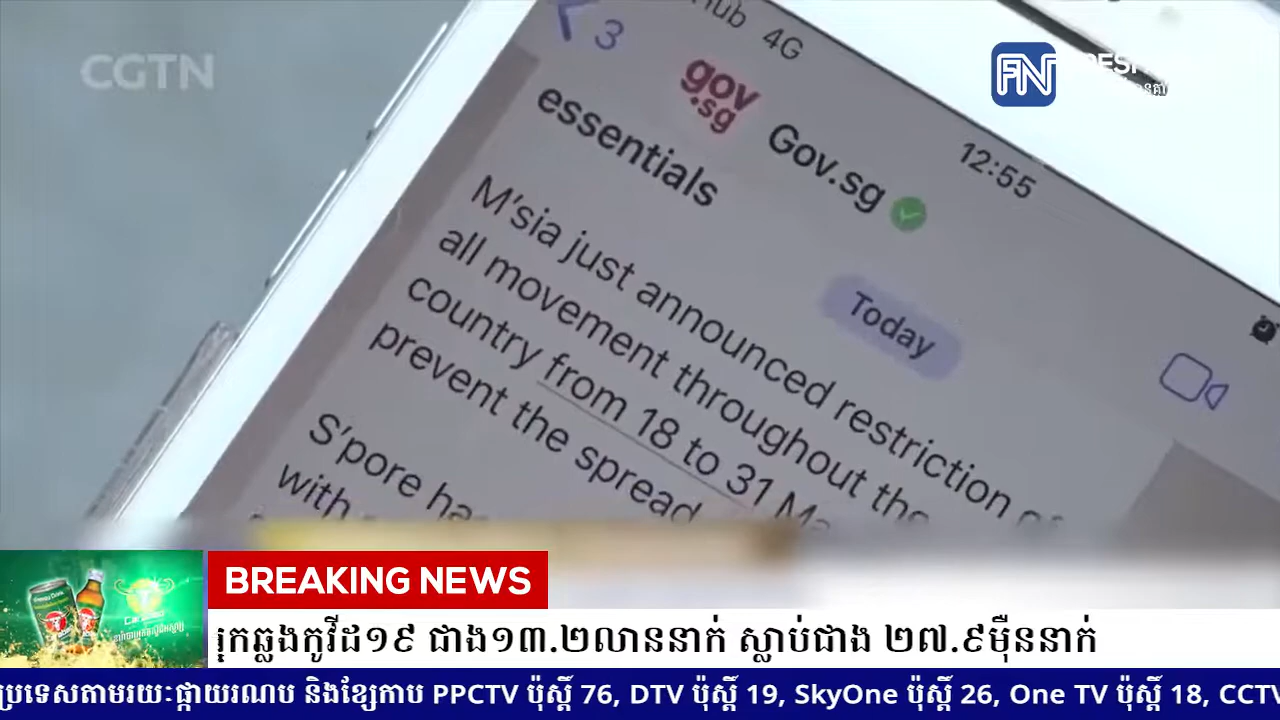 CGTN
3
4G
12:55
gov
.sg
Gov.sg
FN
essentials
Today
M'sia just announced restriction of
all movement throughout the
country from 18 to 31
prevent the spread
S'pore
with
BREAKING NEWS
ឆ្លងកូវីដ១៩ ជាង១៣.២លាននាក់ ស្លាប់ជាង ២៧.៩ម៉ឺននាក់
ប្រទេសតាមរយៈផ្កាយរណប និងខ្សែកាប PPCTV ប៉ុស្តិ៍ 76, DTV ប៉ុស្តិ៍ 19, SkyOne ប៉ុស្តិ៍ 26, One TV ប៉ុស្តិ៍ 18, CCTV